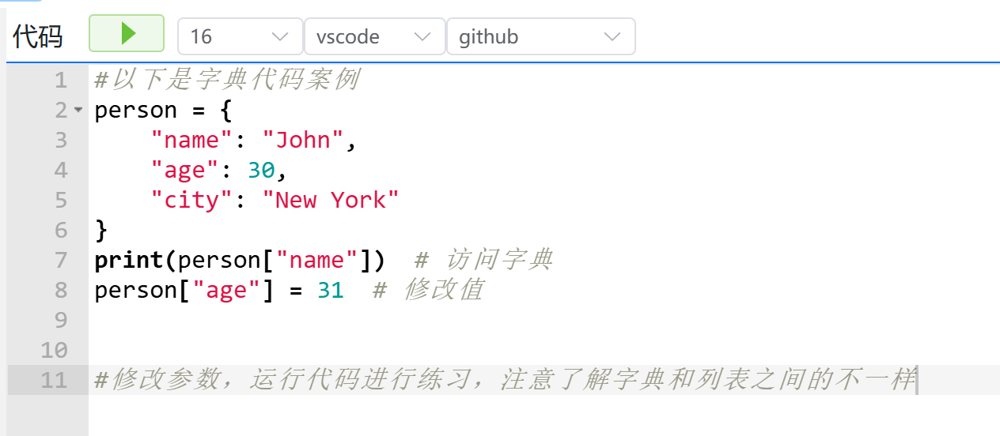 代码 16 vscode github
1 #以下是字典代码案例
2 person = {
3     "name": "John",
4     "age": 30,
5     "city": "New York"
6 }
7 print(person["name"])  # 访问字典
8 person["age"] = 31  # 修改值
9
10
11 #修改参数，运行代码进行练习，注意了解字典和列表之间的不一样